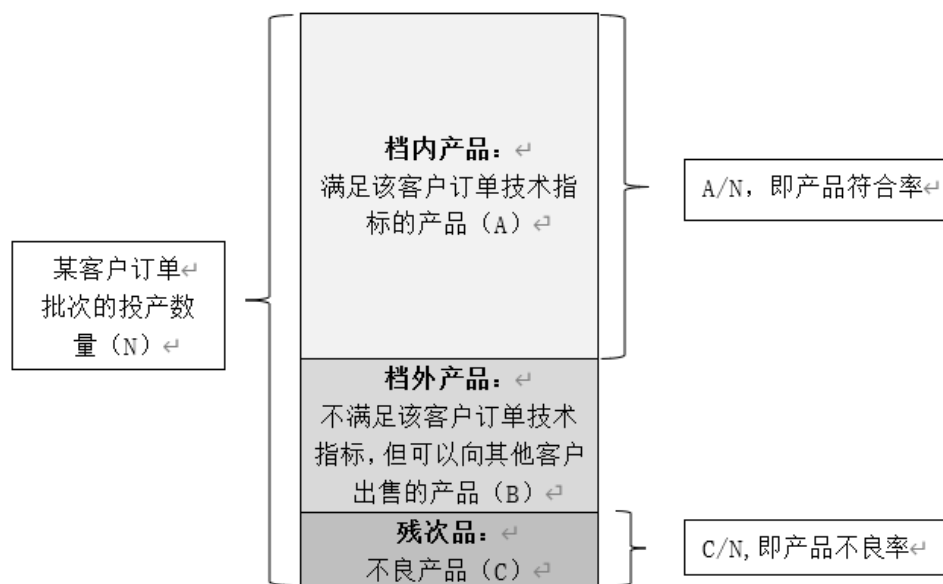 某客户订单
批次的投产数
量（N）
档内产品：
满足该客户订单技术指
标的产品（A）
档外产品：
不满足该客户订单技术
指标,但可以向其他客户
出售的产品（B）
残次品：
不良产品（C）
A/N，即产品符合率
C/N,即产品不良率